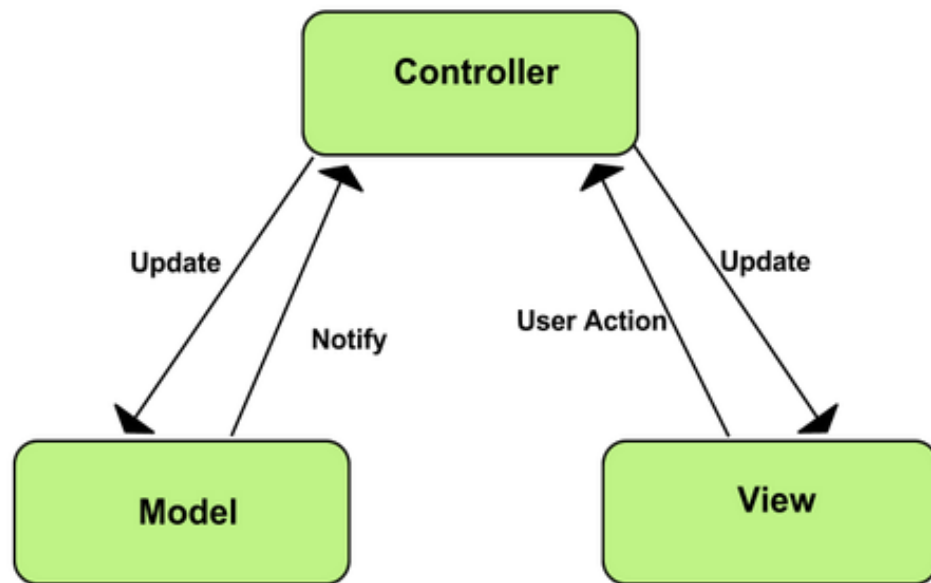 Controller
Update
Update
User Action
Notify
Model
View